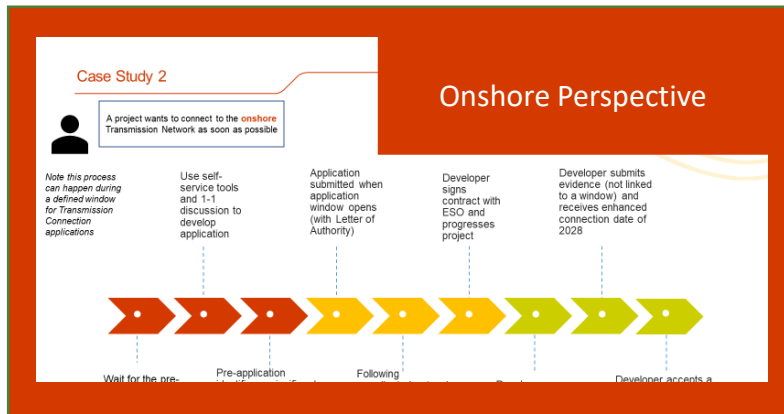 Case Study 2
Onshore Perspective
A project wants to connect to the onshore
Transmission Network as soon as possible
Note this process
can happen during
a defined window
for Transmission
Connection
applications
Use self-
service tools
and 1-1
discussion to
develop
application
Application
submitted when
application
window opens
(with Letter of
Authority)
Developer
signs
contract with
ESO and
progresses
project
Developer submits
evidence (not linked
to a window) and
receives enhanced
connection date of
2028
Wait for the pre-
Pre-application
Following
Developer accepts a